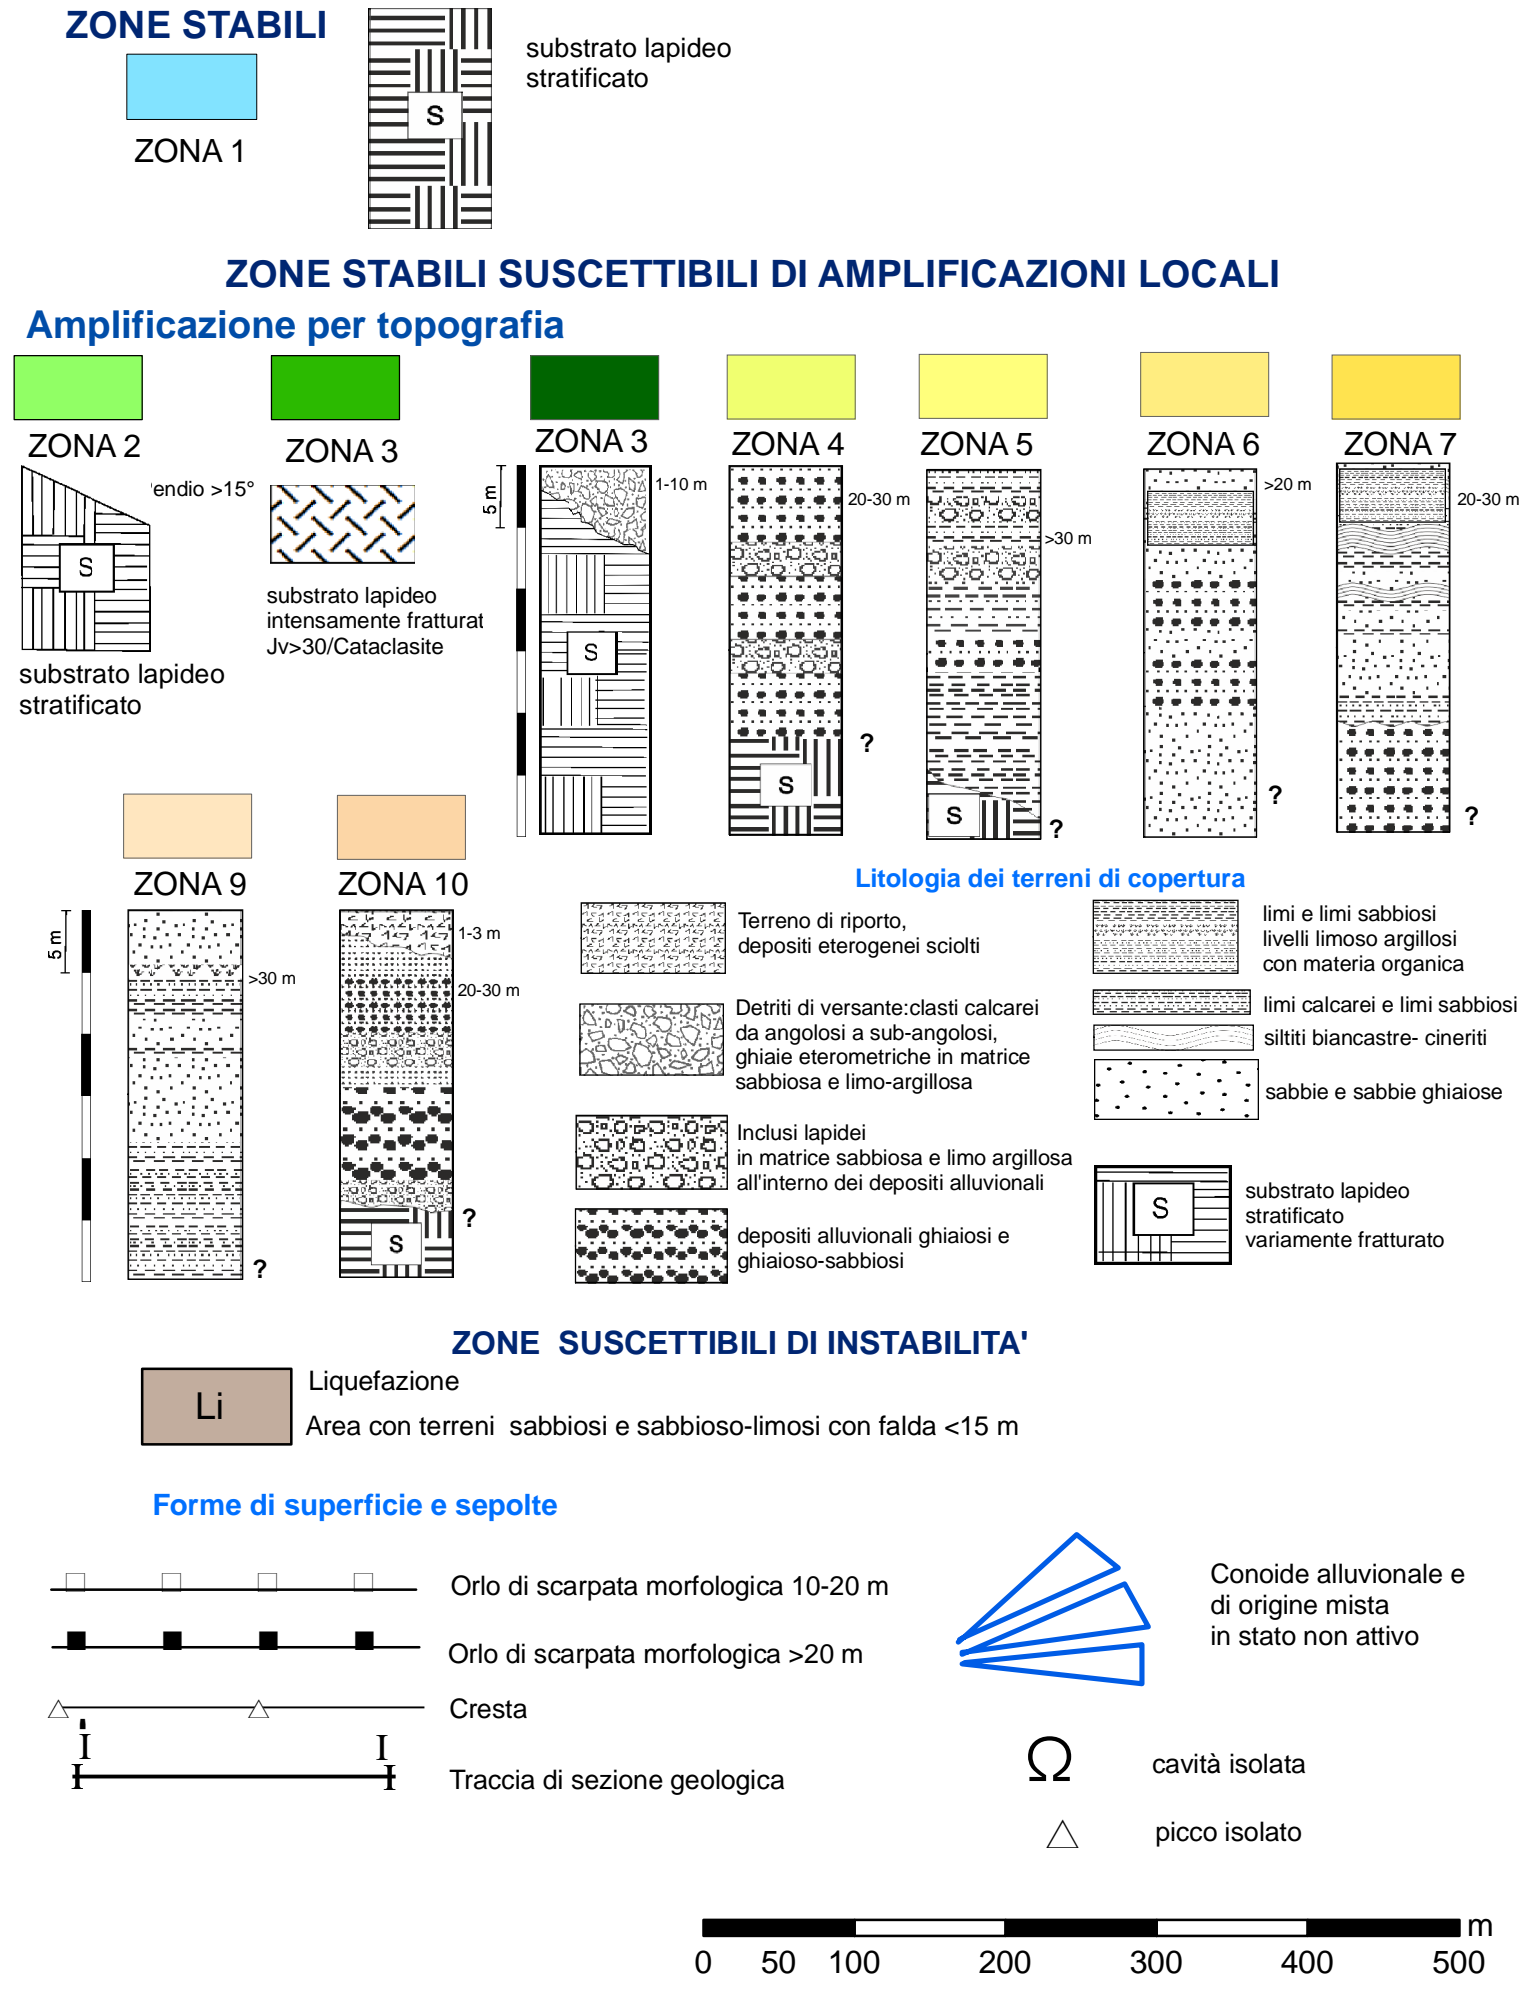 ZONE STABILI
ZONA 1
S
substrato lapideo
stratificato
ZONE STABILI SUSCETTIBILI DI AMPLIFICAZIONI LOCALI
Amplificazione per topografia
ZONA 2
'endio >15°
S
substrato lapideo
stratificato
ZONA 3
substrato lapideo
intensamente fratturat
Jv>30/Cataclasite
ZONA 3
5 m
1-10 m
S
ZONA 4
20-30 m
?
S
ZONA 5
>30 m
S
?
ZONA 6
>20 m
?
ZONA 7
20-30 m
?
ZONA 9
5 m
>30 m
?
ZONA 10
1-3 m
20-30 m
?
S
Litologia dei terreni di copertura
Terreno di riporto,
depositi eterogenei sciolti
Detriti di versante:clasti calcarei
da angolosi a sub-angolosi,
ghiaie eterometriche in matrice
sabbiosa e limo-argillosa
Inclusi lapidei
in matrice sabbiosa e limo argillosa
all'interno dei depositi alluvionali
depositi alluvionali ghiaiosi e
ghiaioso-sabbiosi
limi e limi sabbiosi
livelli limoso argillosi
con materia organica
limi calcarei e limi sabbiosi
siltiti biancastre- cineriti
sabbie e sabbie ghiaiose
S
substrato lapideo
stratificato
variamente fratturato
ZONE SUSCETTIBILI DI INSTABILITA'
Li
Liquefazione
Area con terreni sabbiosi e sabbioso-limosi con falda <15 m
Forme di superficie e sepolte
Orlo di scarpata morfologica 10-20 m
Orlo di scarpata morfologica >20 m
Cresta
I I
I I
Traccia di sezione geologica
Conoide alluvionale e
di origine mista
in stato non attivo
Ω cavità isolata
picco isolato
m
0 50 100 200 300 400 500